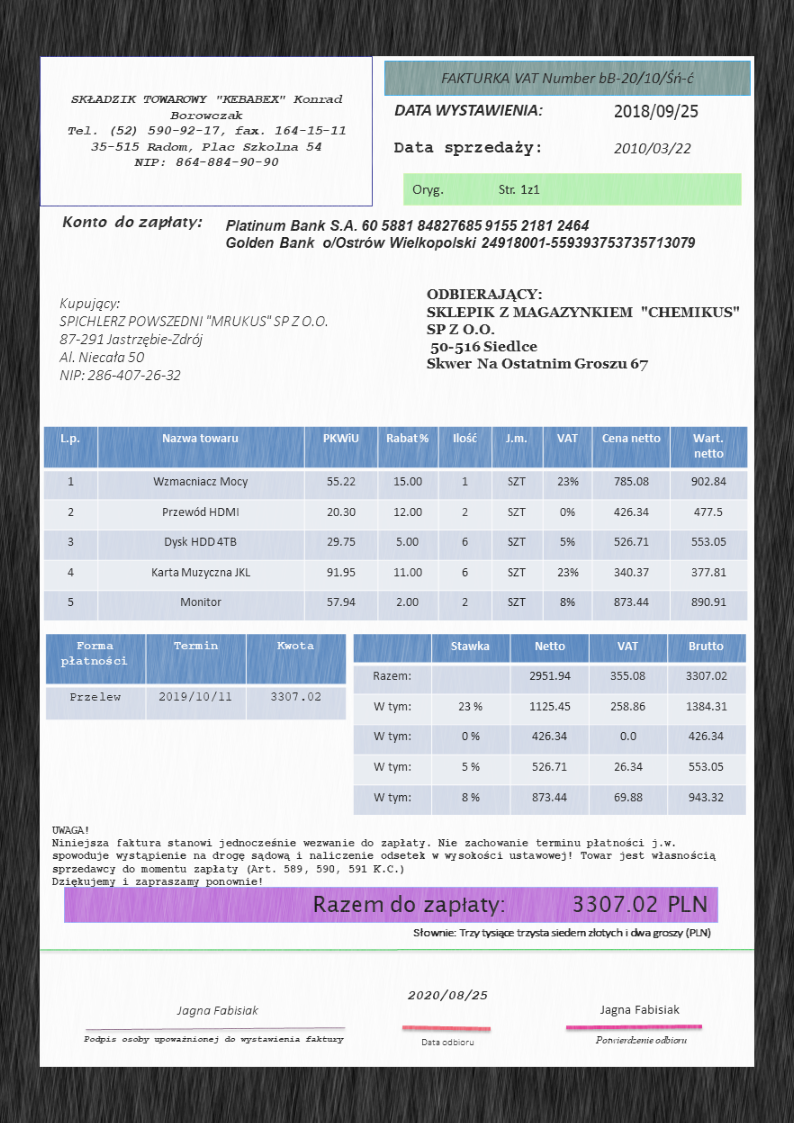 SKŁADZIK TOWAROWY "KEBABEX" Konrad
Borowczak
Tel. (52) 590-92-17, fax. 164-15-11
35-515 Radom, Plac Szkolna 54
NIP: 864-884-90-90
FAKTURKA VAT Number bB-20/10/Śń-ć
DATA WYSTAWIENIA: 2018/09/25
Data sprzedaży: 2010/03/22
Oryg. Str. 1z1
Konto do zapłaty: Platinum Bank S.A. 60 5881 84827685 9155 2181 2464
Golden Bank o/Ostrów Wielkopolski 24918001-559393753735713079
Kupujący:
SPICHLERZ POWSZEDNI "MRUKUS" SP Z O.O.
87-291 Jastrzębie-Zdrój
Al. Niecała 50
NIP: 286-407-26-32
ODBIERAJĄCY:
SKLEPIK Z MAGAZYNKIEM "CHEMIKUS"
SP Z O.O.
50-516 Siedlce
Skwer Na Ostatnim Groszu 67
L.p. Nazwa towaru PKWiU Rabat % Ilość J.m. VAT Cena netto Wart.
netto
1 Wzmacniacz Mocy 55.22 15.00 1 SZT 23% 785.08 902.84
2 Przewód HDMI 20.30 12.00 2 SZT 0% 426.34 477.5
3 Dysk HDD 4TB 29.75 5.00 6 SZT 5% 526.71 553.05
4 Karta Muzyczna JKL 91.95 11.00 6 SZT 23% 340.37 377.81
5 Monitor 57.94 2.00 2 SZT 8% 873.44 890.91
Forma
płatności Termin Kwota
Przelew 2019/10/11 3307.02
Stawka Netto VAT Brutto
Razem: 2951.94 355.08 3307.02
W tym: 23 % 1125.45 258.86 1384.31
W tym: 0 % 426.34 0.0 426.34
W tym: 5 % 526.71 26.34 553.05
W tym: 8 % 873.44 69.88 943.32
UWAGA!
Niniejsza faktura stanowi jednocześnie wezwanie do zapłaty. Nie zachowanie terminu płatności j.w.
spowoduje wystąpienie na drogę sądową i naliczenie odsetek w wysokości ustawowej! Towar jest własnością
sprzedawcy do momentu zapłaty (Art. 589, 590, 591 K.C.)
Dziękujemy i zapraszamy ponownie!
Razem do zapłaty: 3307.02 PLN
Słownie: Trzy tysiące trzysta siedem złotych i dwa groszy (PLN)
Jagna Fabisiak
Podpis osoby upoważnionej do wystawienia faktury
2020/08/25
Data odbioru
Jagna Fabisiak
Potwierdzenie odbioru